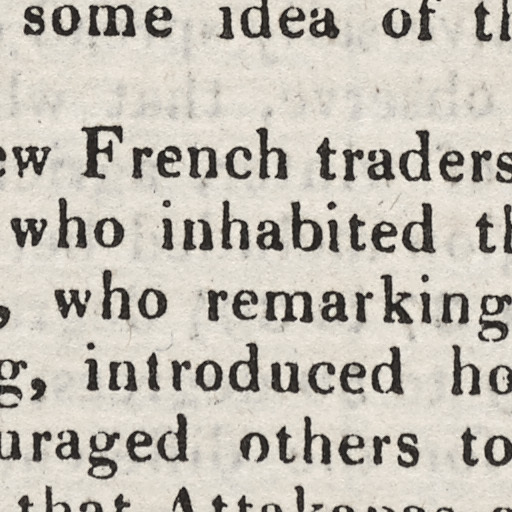 some idea of th
ew French traders
who inhabited th
, who remarking
g, introduced ho
uraged others to
that Attakapas